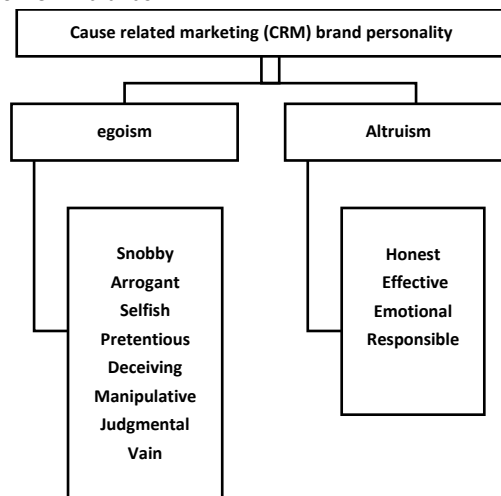 Cause related marketing (CRM) brand personality
egoism
Altruism
Snobby
Arrogant
Selfish
Pretentious
Deceiving
Manipulative
Judgmental
Vain
Honest
Effective
Emotional
Responsible